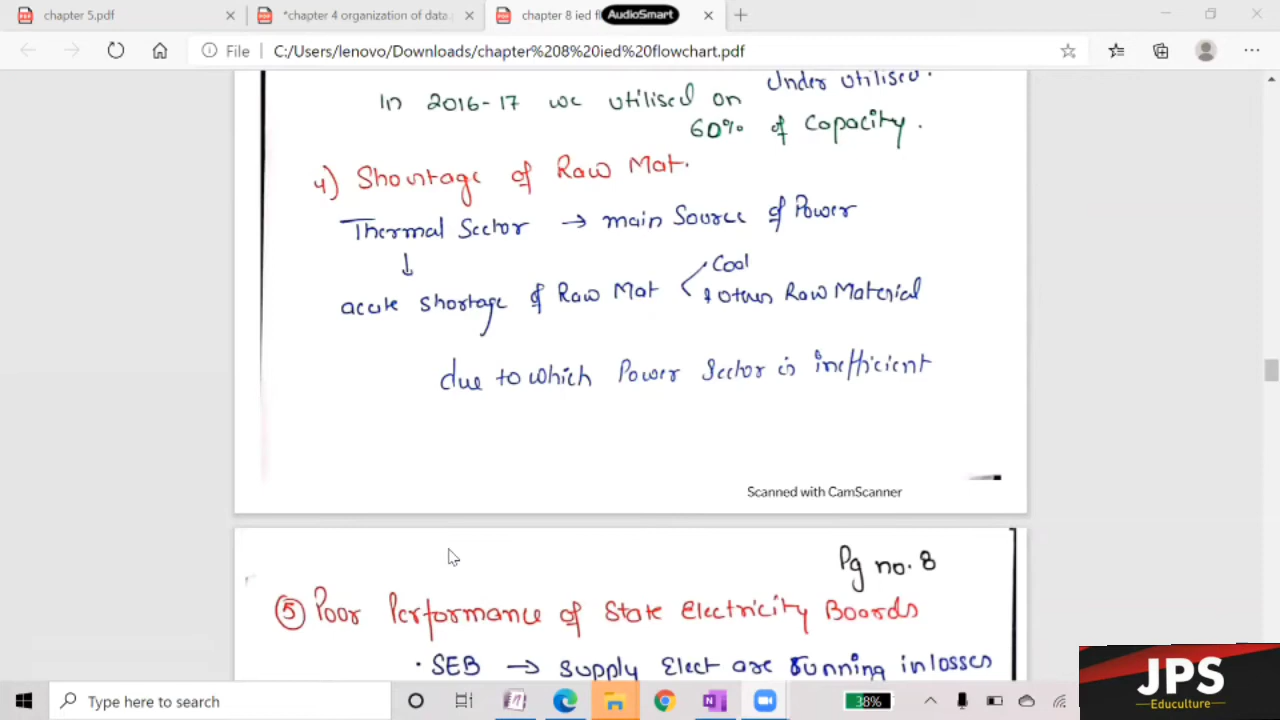 chapter 5.pdf
*chapter 4 organization of data.
chapter 8 ied fl
AudioSmart
File
C:/Users/lenovo/Downloads/chapter%208%20ied%20flowchart.pdf
Under utilised.
In 2016-17 we utilised on
60% of Capacity.
4) Shoutage of Raw Mat.
Thermal Sector → main Source of Power
↓
acute shortage of Raw Mat
Coal
& others Raw Material
due to which Power Sector is inefficient
Scanned with CamScanner
Pg no. 8
⑤ Poor Performance of State Electricity Boards
• SEB → Supply Elect are running in losses
Type here to search
38%
JPS
Educulture